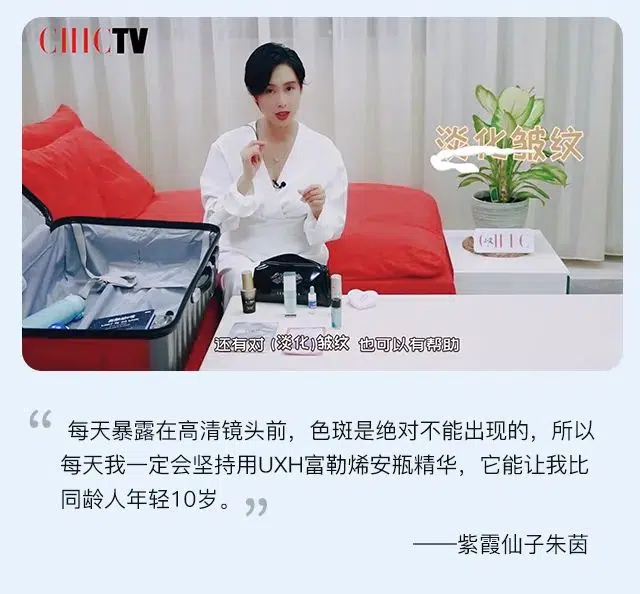 CHIC TV
淡化皱纹
CHIC
还有对 (淡化)皱纹 也可以有帮助
“ 每天暴露在高清镜头前，色斑是绝对不能出现的，所以
每天我一定会坚持用UXH富勒烯安瓶精华，它能让我比
同龄人年轻10岁。”
——紫霞仙子朱茵